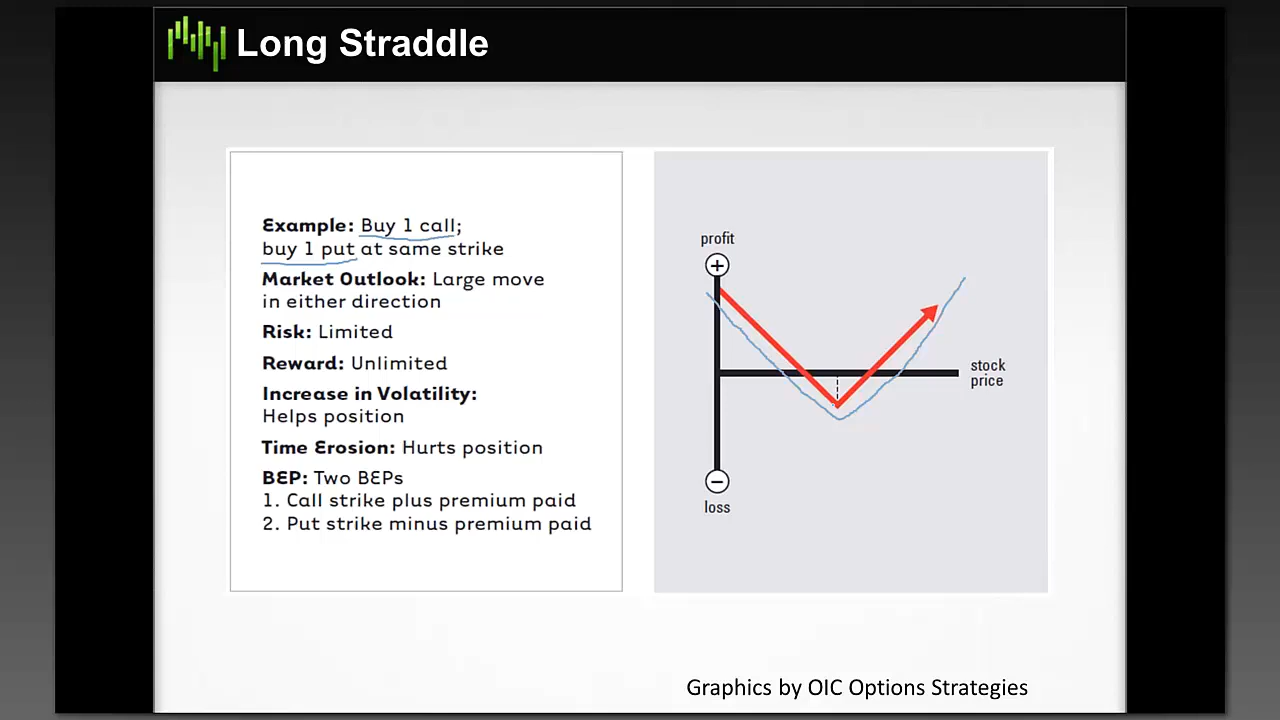 Long Straddle
Example: Buy 1 call;
buy 1 put at same strike
Market Outlook: Large move
in either direction
Risk: Limited
Reward: Unlimited
Increase in Volatility:
Helps position
Time Erosion: Hurts position
BEP: Two BEPs
1. Call strike plus premium paid
2. Put strike minus premium paid
profit
+
stock
price
−
loss
Graphics by OIC Options Strategies